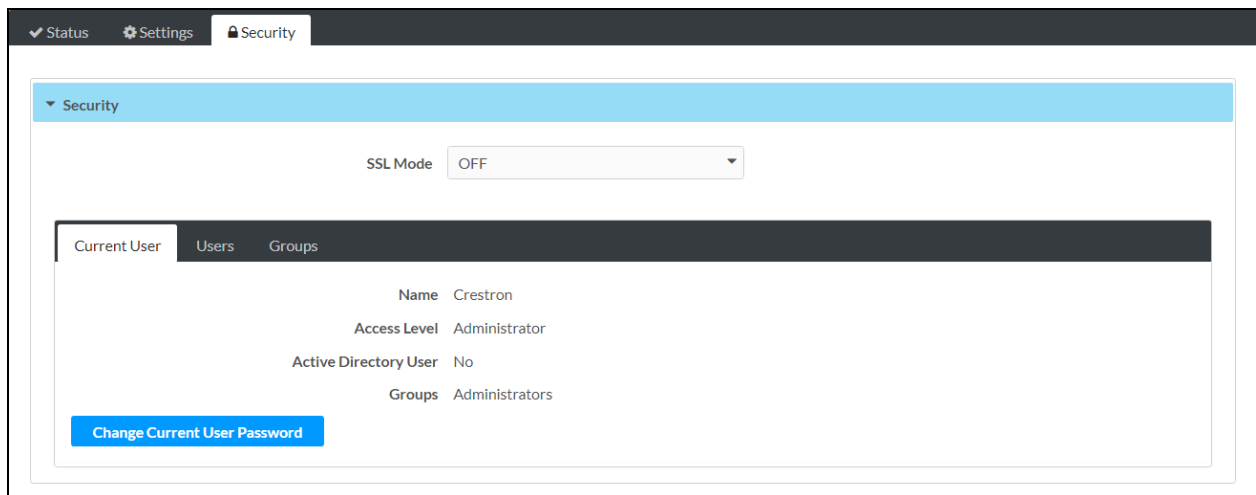 Status Settings Security
Security
SSL Mode OFF
Current User Users Groups
Name Crestron
Access Level Administrator
Active Directory User No
Groups Administrators
Change Current User Password